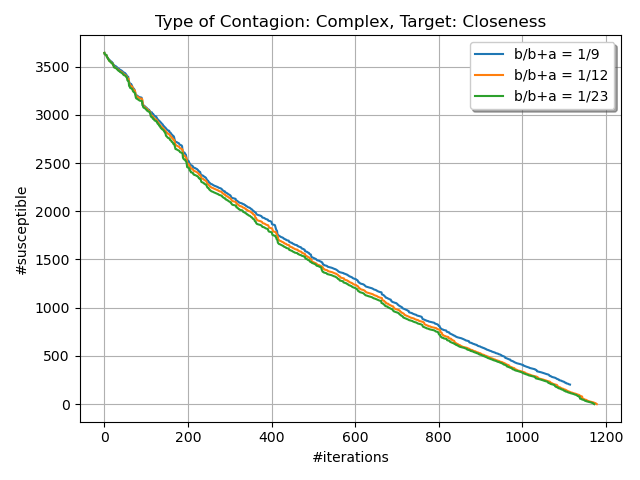 Type of Contagion: Complex, Target: Closeness
b/b+a = 1/9
b/b+a = 1/12
b/b+a = 1/23
#susceptible
3500
3000
2500
2000
1500
1000
500
0
0 200 400 600 800 1000 1200
#iterations